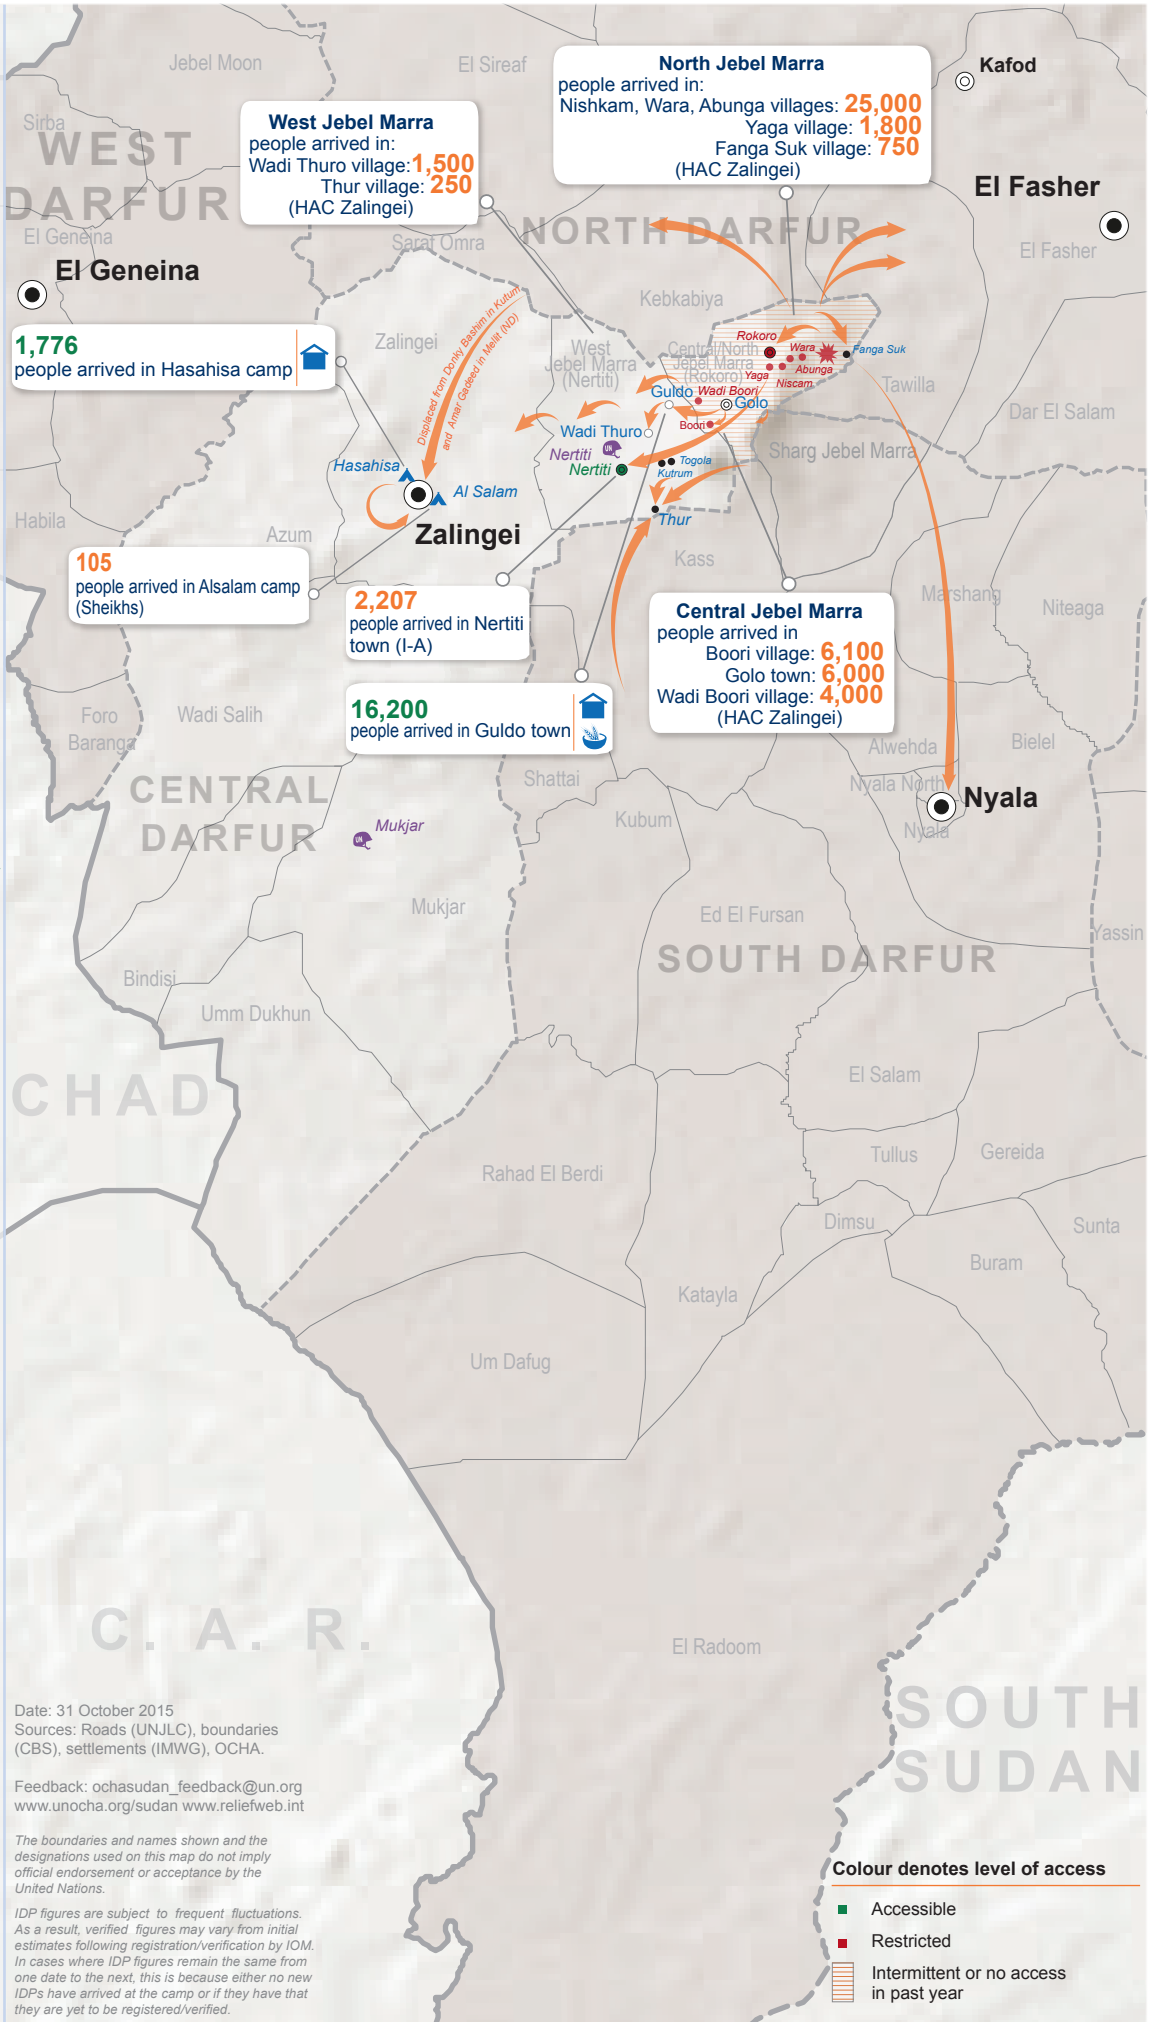 Jebel Moon
El Sireaf
Kafod
Sirba
WEST
DARFUR
West Jebel Marra
people arrived in:
Wadi Thuro village: 1,500
Thur village: 250
(HAC Zalingei)
North Jebel Marra
people arrived in:
Nishkam, Wara, Abunga villages: 25,000
Yaga village: 1,800
Fanga Suk village: 750
(HAC Zalingei)
El Fasher
El Geneina
Saraf Omra
NORTH DARFUR
El Fasher
El Geneina
Kebkabiya
1,776
people arrived in Hasahisa camp
Zalingei
Displaced from Donky Bashim in Kutum
and Amar Gadeed in Melit (ND)
West
Jebel Marra
(Nertiti)
Central/North
Jebel Marra
(Rokoro)
Rokoro
Wara
Abunga
Yaga
Niscam
Fanga Suk
Tawilla
Guldo
Wadi Boori
Golo
Dar El Salam
Boori
Wadi Thuro
Nertiti
UN
Nertiti
Togola
Kutrum
Sharg Jebel Marra
Hasahisa
Al Salam
Zalingei
Thur
Habila
Azum
Kass
105
people arrived in Alsalam camp
(Sheikhs)
2,207
people arrived in Nertiti
town (I-A)
Central Jebel Marra
people arrived in
Boori village: 6,100
Golo town: 6,000
Wadi Boori village: 4,000
(HAC Zalingei)
Marshang
Niteaga
16,200
people arrived in Guldo town
Foro
Baranga
Wadi Salih
Alwehda
Bielel
CENTRAL
DARFUR
Shattai
Nyala North
Nyala
Nyala
Kubum
Mukjar
UN
Mukjar
Ed El Fursan
SOUTH DARFUR
Yassin
Bindisi
Umm Dukhun
CHAD
El Salam
Rahad El Berdi
Tullus
Gereida
Dimsu
Sunta
Buram
Katayla
Um Dafug
C. A. R.
El Radoom
SOUTH
SUDAN
Date: 31 October 2015
Sources: Roads (UNJLC), boundaries
(CBS), settlements (IMWG), OCHA.
Feedback: ochasudan_feedback@un.org
www.unocha.org/sudan www.reliefweb.int
The boundaries and names shown and the
designations used on this map do not imply
official endorsement or acceptance by the
United Nations.
IDP figures are subject to frequent fluctuations.
As a result, verified figures may vary from initial
estimates following registration/verification by IOM.
In cases where IDP figures remain the same from
one date to the next, this is because either no new
IDPs have arrived at the camp or if they have that
they are yet to be registered/verified.
Colour denotes level of access
Accessible
Restricted
Intermittent or no access
in past year